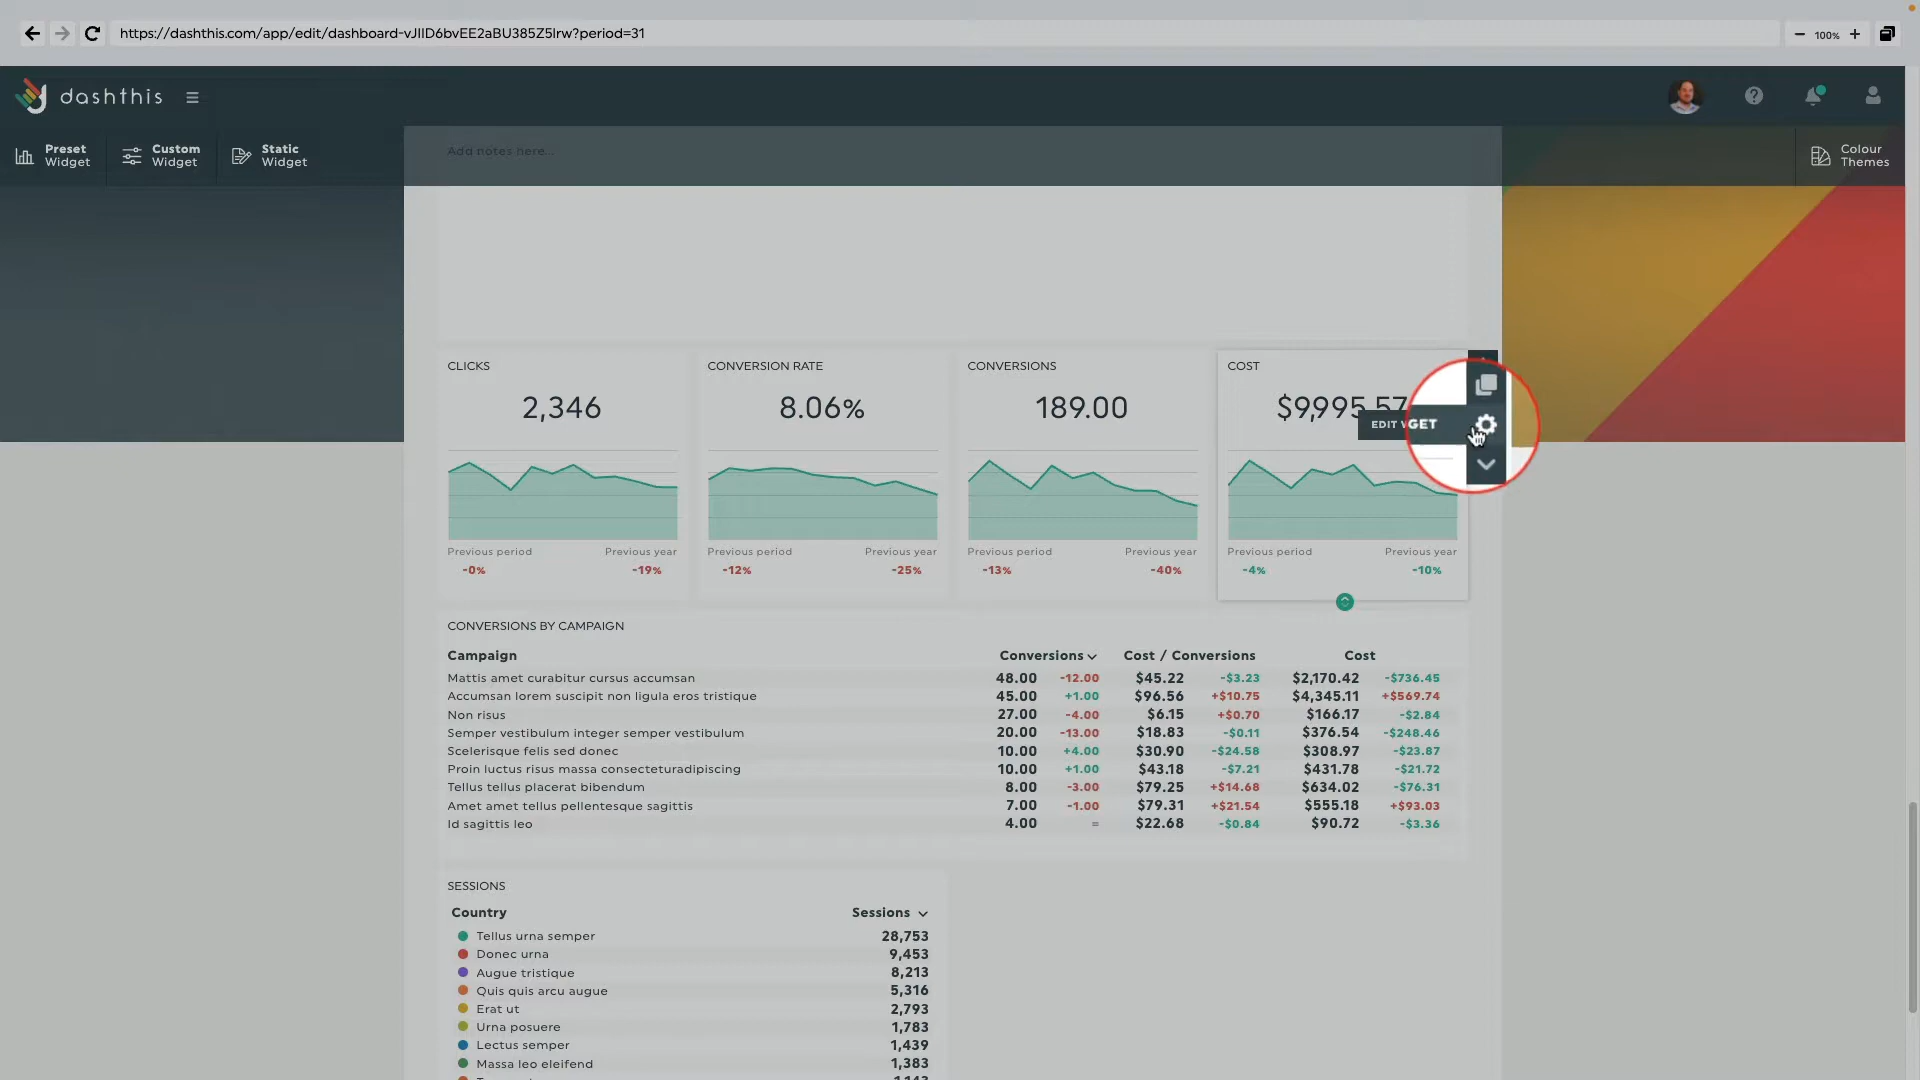 https://dashthis.com/app/edit/dashboard-vJIlD6bvEE2aBU385Z5Irw?period=31
100%
dashthis
Preset Widget
Custom Widget
Static Widget
Add notes here...
Colour Themes
CLICKS
2,346
Previous period Previous year
-0% -19%
CONVERSION RATE
8.06%
Previous period Previous year
-12% -25%
CONVERSIONS
189.00
Previous period Previous year
-13% -40%
COST
$9,995.57
EDIT GET
Previous period Previous year
-4% -10%
CONVERSIONS BY CAMPAIGN
Campaign Conversions Cost / Conversions Cost
Mattis amet curabitur cursus accumsan 48.00 -12.00 $45.22 -$3.23 $2,170.42 -$736.45
Accumsan lorem suscipit non ligula eros tristique 45.00 +1.00 $96.56 +$10.75 $4,345.11 +$569.74
Non risus 27.00 -4.00 $6.15 +$0.70 $166.17 -$2.84
Semper vestibulum integer semper vestibulum 20.00 -13.00 $18.83 -$0.11 $376.54 -$248.46
Scelerisque felis sed donec 10.00 +4.00 $30.90 -$24.58 $308.97 -$23.87
Proin luctus risus massa consecteturadipiscing 10.00 +1.00 $43.18 -$7.21 $431.78 -$21.72
Tellus tellus placerat bibendum 8.00 -3.00 $79.25 +$14.68 $634.02 -$76.31
Amet amet tellus pellentesque sagittis 7.00 -1.00 $79.31 +$21.54 $555.18 +$93.03
Id sagittis leo 4.00 = $22.68 -$0.84 $90.72 -$3.36
SESSIONS
Country Sessions
Tellus urna semper 28,753
Donec urna 9,453
Augue tristique 8,213
Quis quis arcu augue 5,316
Erat ut 2,793
Urna posuere 1,783
Lectus semper 1,439
Massa leo eleifend 1,383